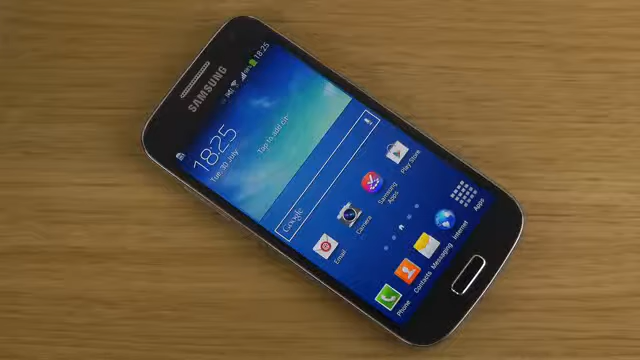 SAMSUNG
18:25
18:25
Tue, 30 July
Tap to add city
Google
Email
Camera
Samsung
Apps
Play Store
Phone
Contacts
Messaging
Internet
Apps